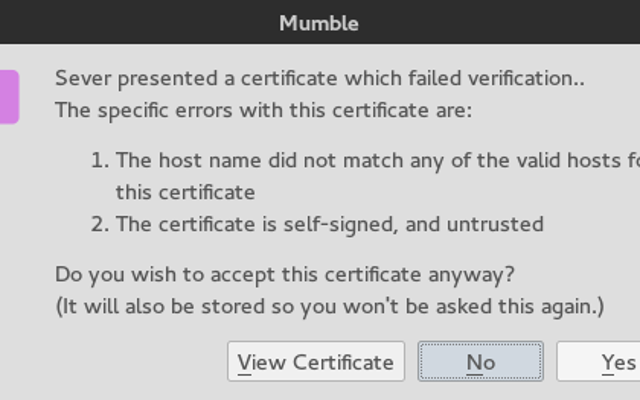 Mumble
Sever presented a certificate which failed verification..
The specific errors with this certificate are:
1. The host name did not match any of the valid hosts
this certificate
2. The certificate is self-signed, and untrusted
Do you wish to accept this certificate anyway?
(It will also be stored so you won't be asked this again.)
View Certificate
No
Yes